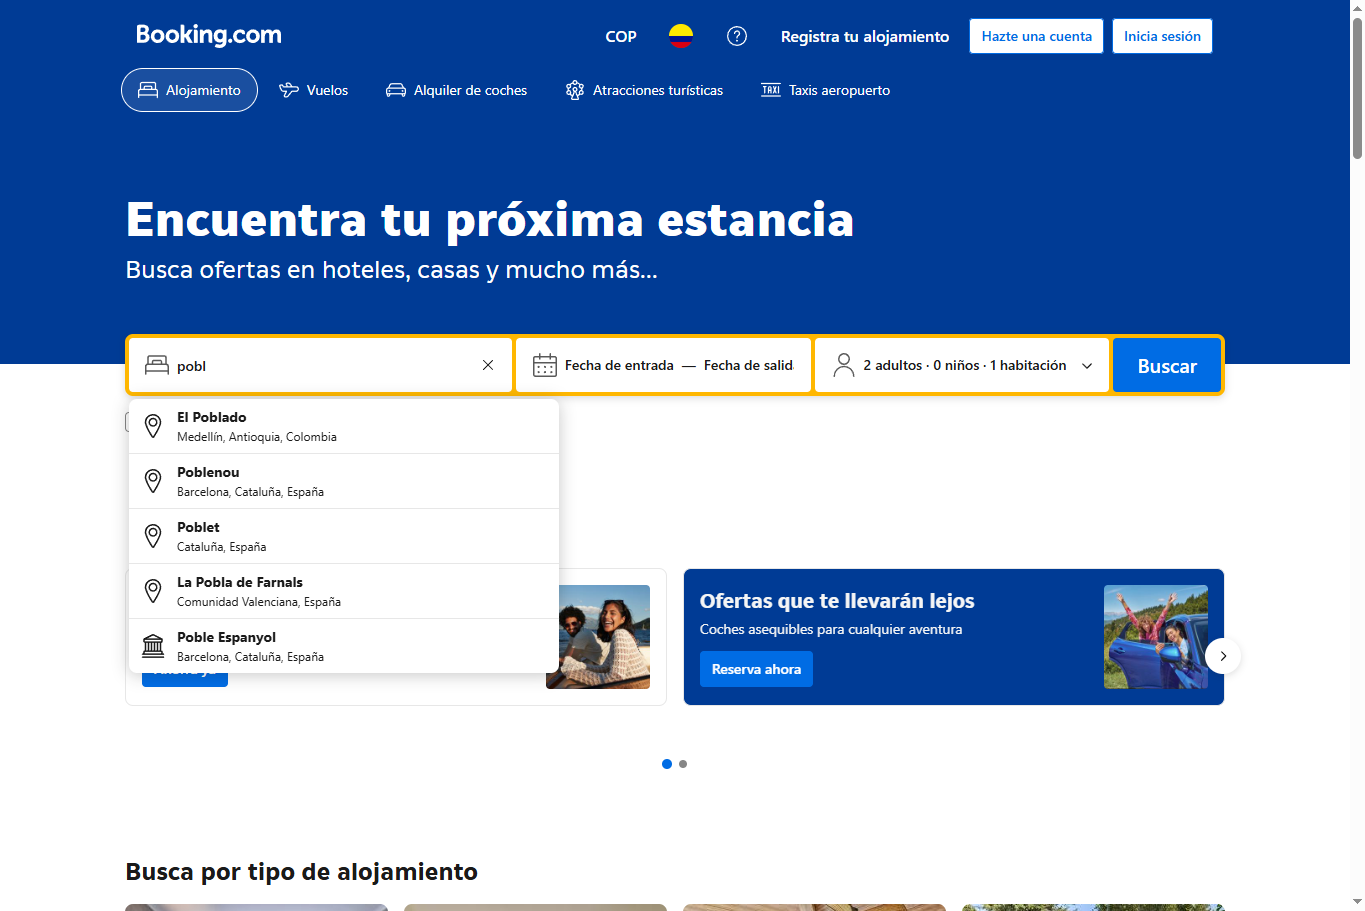 Booking.com
COP
Registra tu alojamiento
Hazte una cuenta
Inicia sesión
Alojamiento
Vuelos
Alquiler de coches
Atracciones turísticas
TAXI
Taxis aeropuerto
Encuentra tu próxima estancia
Busca ofertas en hoteles, casas y mucho más...
pobl
Fecha de entrada — Fecha de salid
2 adultos · 0 niños · 1 habitación
Buscar
El Poblado
Medellín, Antioquia, Colombia
Poblenou
Barcelona, Cataluña, España
Poblet
Cataluña, España
La Pobla de Farnals
Comunidad Valenciana, España
Poble Espanyol
Barcelona, Cataluña, España
Ofertas que te llevarán lejos
Coches asequibles para cualquier aventura
Reserva ahora
Busca por tipo de alojamiento